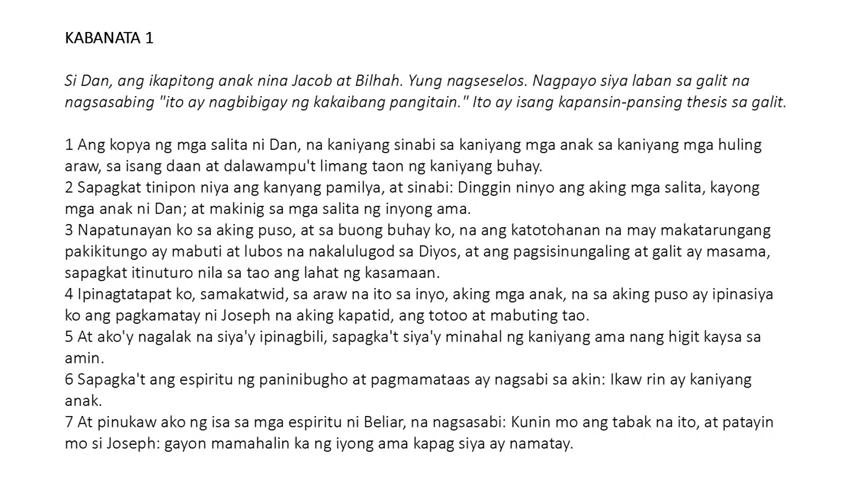 KABANATA 1
Si Dan, ang ikapitong anak nina Jacob at Bilhah. Yung nagseselos. Nagpayo siya laban sa galit na
nagsasabing "ito ay nagbibigay ng kakaibang pangitain." Ito ay isang kapansin-pansing thesis sa galit.
1 Ang kopya ng mga salita ni Dan, na kaniyang sinabi sa kaniyang mga anak sa kaniyang mga huling
araw, sa isang daan at dalawampu't limang taon ng kaniyang buhay.
2 Sapagkat tinipon niya ang kanyang pamilya, at sinabi: Dinggin ninyo ang aking mga salita, kayong
mga anak ni Dan; at makinig sa mga salita ng inyong ama.
3 Napatunayan ko sa aking puso, at sa buong buhay ko, na ang katotohanan na may makatarungang
pakikitungo ay mabuti at lubos na nakalulugod sa Diyos, at ang pagsisinungaling at galit ay masama,
sapagkat itinuturo nila sa tao ang lahat ng kasamaan.
4 Ipinagtatapat ko, samakatwid, sa araw na ito sa inyo, aking mga anak, na sa aking puso ay ipinasiya
ko ang pagkamatay ni Joseph na aking kapatid, ang totoo at mabuting tao.
5 At ako'y nagalak na siya'y ipinagbili, sapagka't siya'y minahal ng kaniyang ama nang higit kaysa sa
amin.
6 Sapagka't ang espiritu ng paninibugho at pagmamataas ay nagsabi sa akin: Ikaw rin ay kaniyang
anak.
7 At pinukaw ako ng isa sa mga espiritu ni Beliar, na nagsasabi: Kunin mo ang tabak na ito, at patayin
mo si Joseph: gayon mamahalin ka ng iyong ama kapag siya ay namatay.